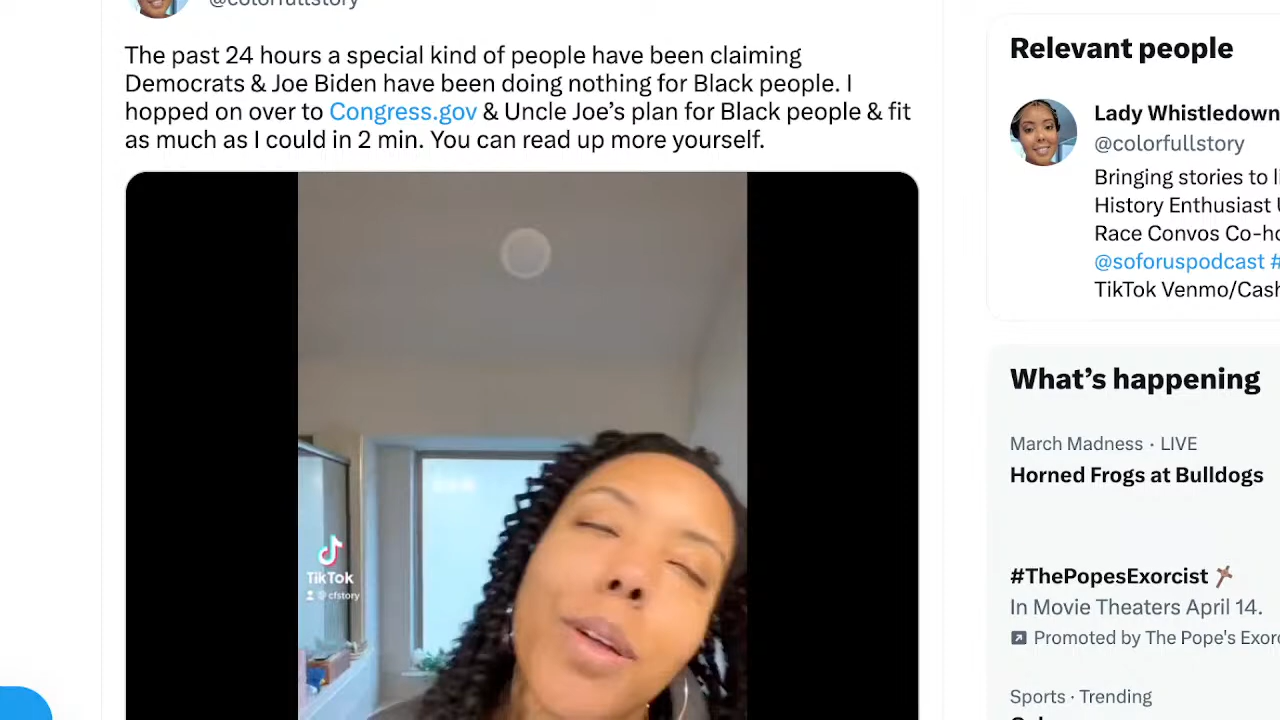 @colorfullstory
The past 24 hours a special kind of people have been claiming
Democrats & Joe Biden have been doing nothing for Black people. I
hopped on over to Congress.gov & Uncle Joe’s plan for Black people & fit
as much as I could in 2 min. You can read up more yourself.
TikTok
@cfstory
Relevant people
Lady Whistledown
@colorfullstory
Bringing stories to
History Enthusiast
Race Convos
@soforuspodcast #
TikTok Venmo/Cash
What’s happening
March Madness · LIVE
Horned Frogs at Bulldogs
#ThePopesExorcist
In Movie Theaters April 14.
Promoted by The Pope's
Sports · Trending